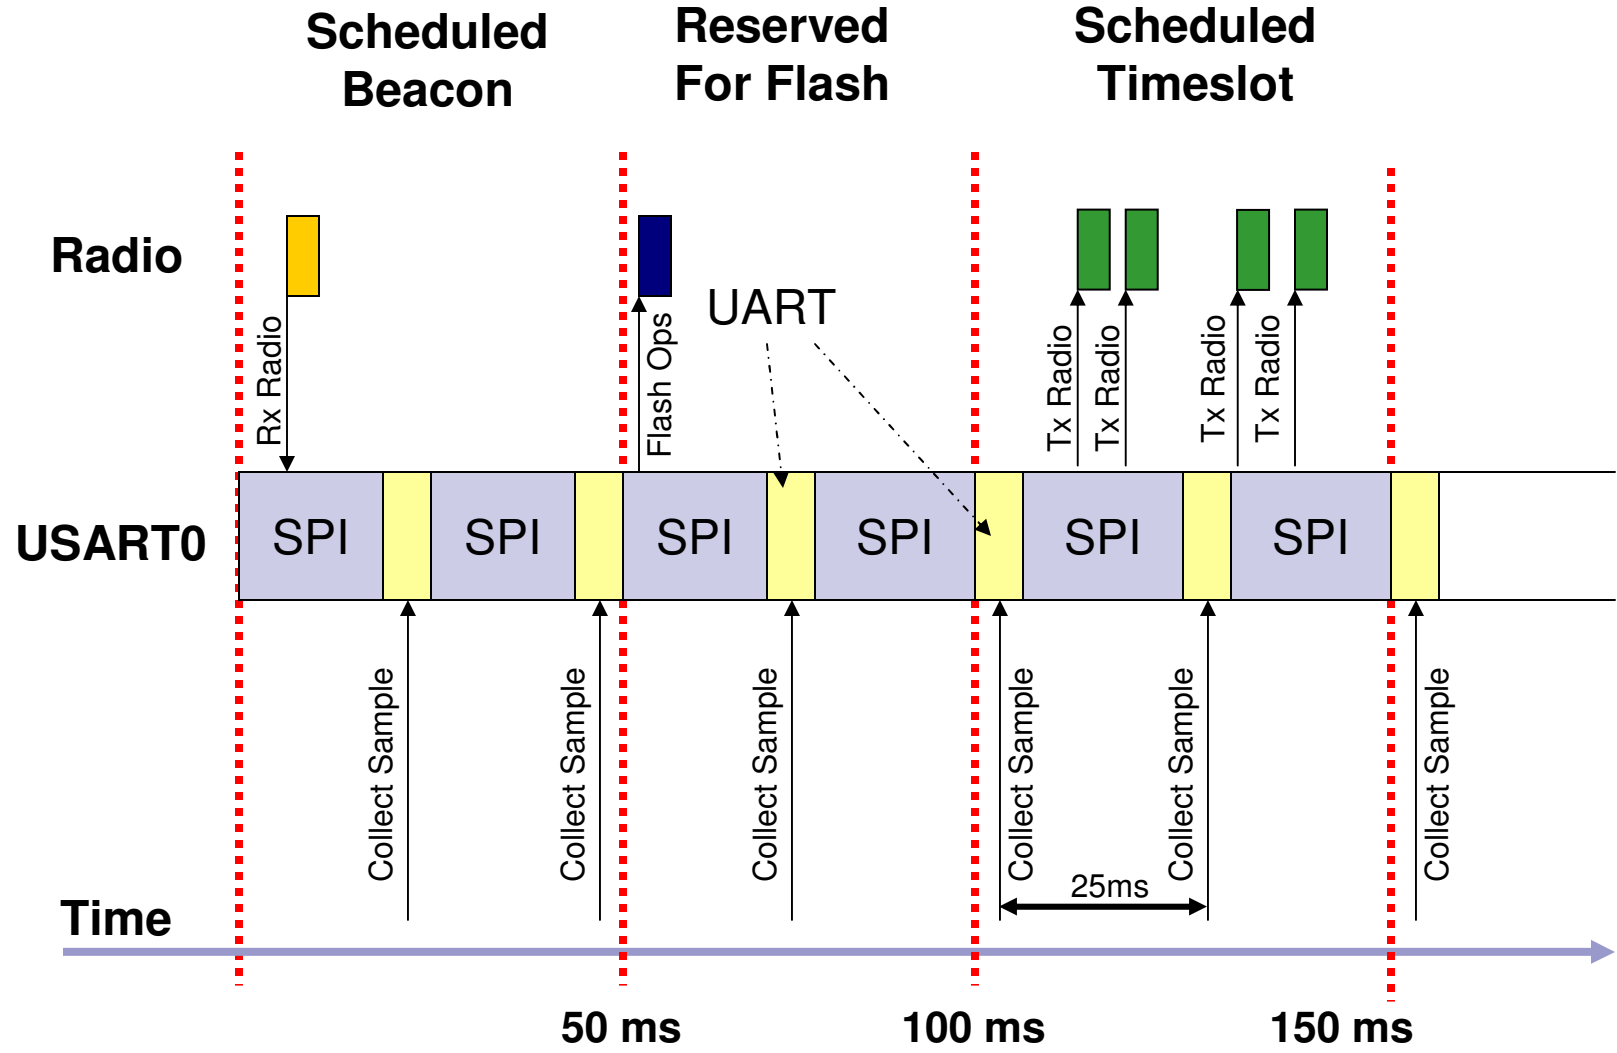 Scheduled
Beacon
Reserved
For Flash
Scheduled
Timeslot
Radio
Rx Radio
Flash Ops
UART
Tx Radio
Tx Radio
Tx Radio
Tx Radio
USART0
SPI
SPI
SPI
SPI
SPI
SPI
Collect Sample
Collect Sample
Collect Sample
Collect Sample
Collect Sample
Collect Sample
25ms
Time
50 ms
100 ms
150 ms